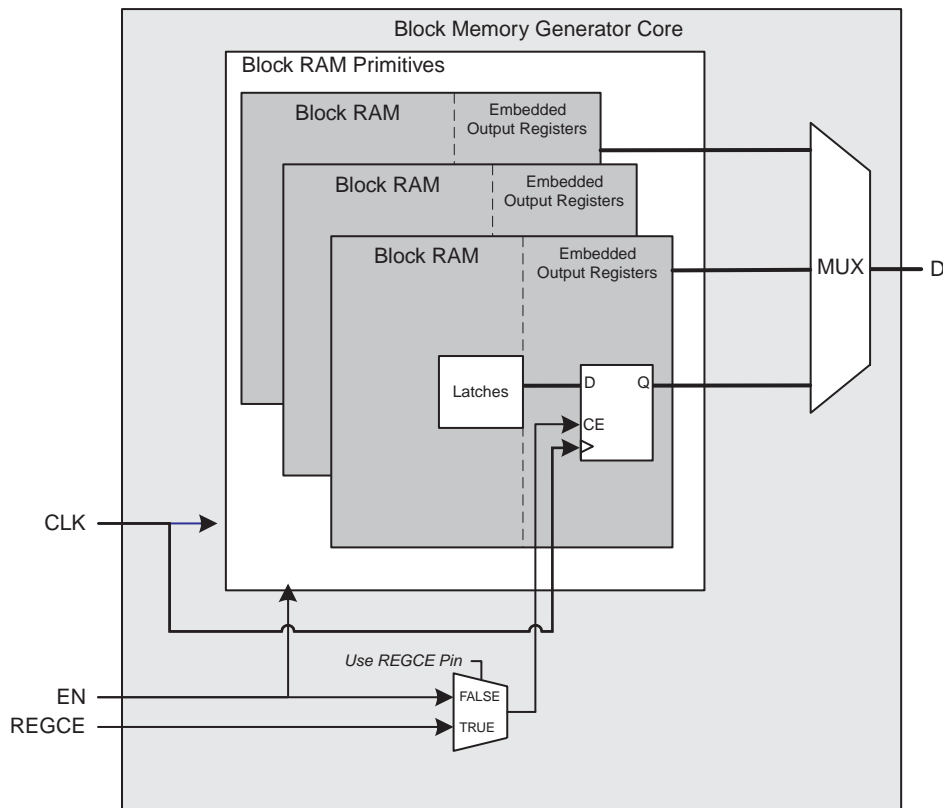 Block Memory Generator Core
Block RAM Primitives
Block RAM
Embedded
Output Registers
Block RAM
Embedded
Output Registers
Block RAM
Embedded
Output Registers
MUX
D
Latches
D
Q
CE
CLK
Use REGCE Pin
EN
FALSE
REGCE
TRUE